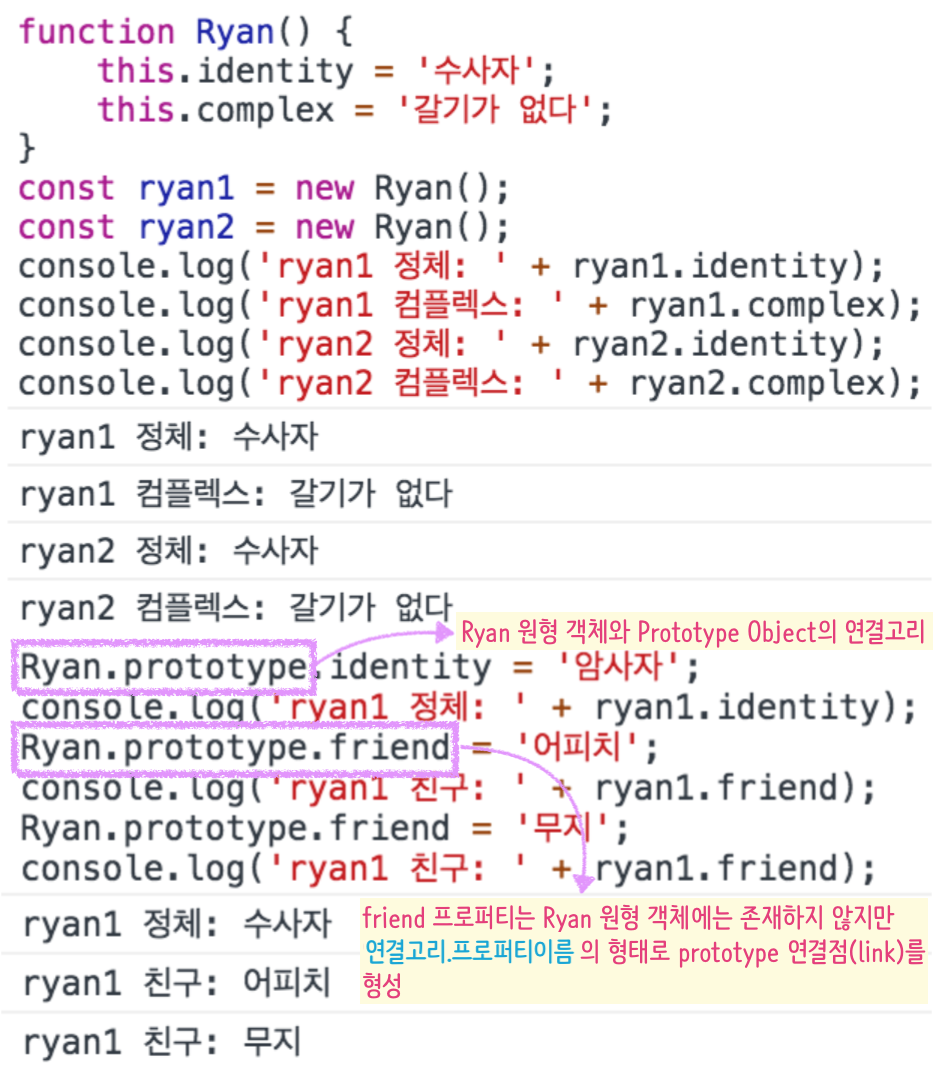 function Ryan() {
    this.identity = '수사자';
    this.complex = '갈기가 없다';
}
const ryan1 = new Ryan();
const ryan2 = new Ryan();
console.log('ryan1 정체: ' + ryan1.identity);
console.log('ryan1 컴플렉스: ' + ryan1.complex);
console.log('ryan2 정체: ' + ryan2.identity);
console.log('ryan2 컴플렉스: ' + ryan2.complex);
ryan1 정체: 수사자
ryan1 컴플렉스: 갈기가 없다
ryan2 정체: 수사자
ryan2 컴플렉스: 갈기가 없다
Ryan 원형 객체와 Prototype Object의 연결고리
Ryan.prototype.identity = '암사자';
console.log('ryan1 정체: ' + ryan1.identity);
Ryan.prototype.friend = '어피치';
console.log('ryan1 친구: ' + ryan1.friend);
Ryan.prototype.friend = '무지';
console.log('ryan1 친구: ' + ryan1.friend);
ryan1 정체: 수사자
ryan1 친구: 어피치
ryan1 친구: 무지
friend 프로퍼티는 Ryan 원형 객체에는 존재하지 않지만
연결고리.프로퍼티이름 의 형태로 prototype 연결점(link)를
형성